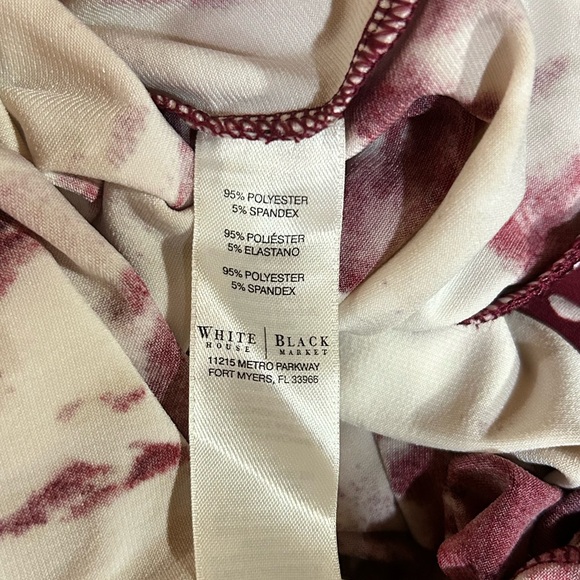 95% POLYESTER
5% SPANDEX
95% POLIÉSTER
5% ELASTANO
95% POLYESTER
5% SPANDEX
WHITE | BLACK
HOUSE MARKET
11215 METRO PARKWAY
FORT MYERS, FL 33966